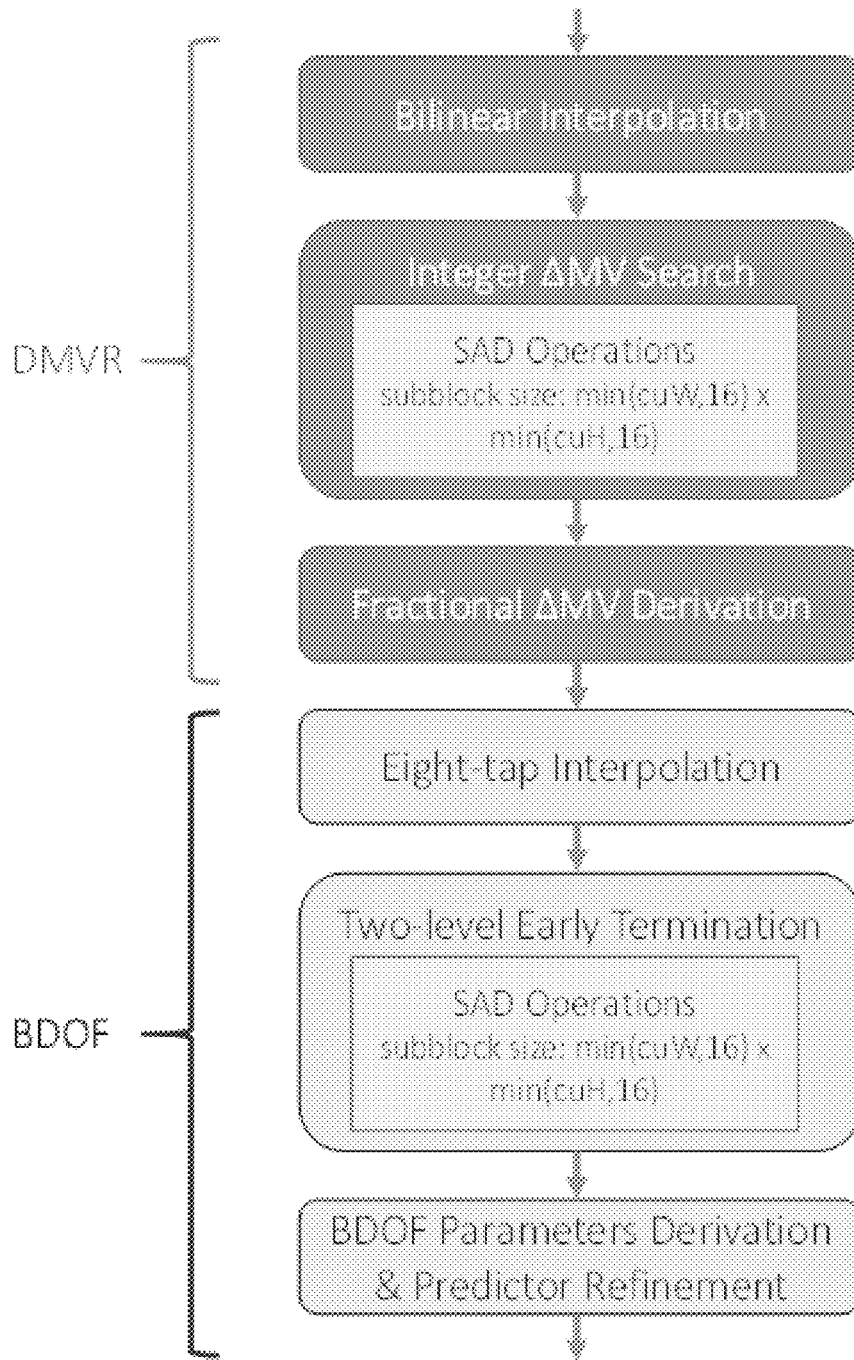 Bilinear Interpolation
Integer ΔMV Search
SAD Operations
subblock size: min(cuW,16) x
min(cuH,16)
DMVR
Fractional ΔMV Derivation
Eight-tap Interpolation
Two-level Early Termination
SAD Operations
subblock size: min(cuW,16) x
min(cuH,16)
BDOF
BDOF Parameters Derivation
& Predictor Refinement